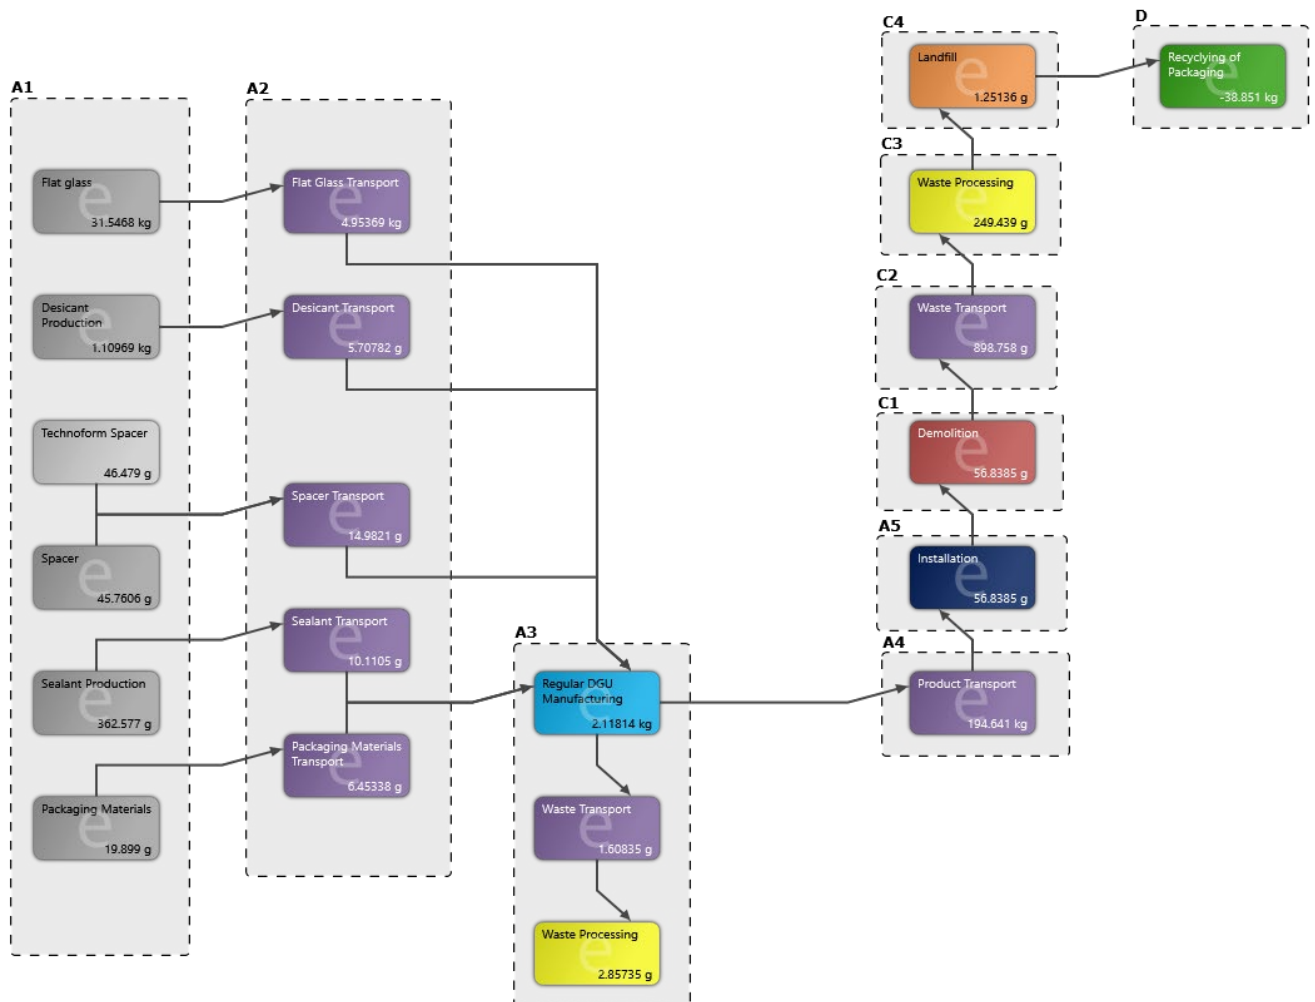 A1
Flat glass
31.5468 kg
Desicant
Production
1.10969 kg
Technoform Spacer
46.479 g
Spacer
45.7606 g
Sealant Production
362.577 g
Packaging Materials
19.899 g
A2
Flat Glass Transport
4.95369 kg
Desicant Transport
5.70782 g
Spacer Transport
14.9821 g
Sealant Transport
10.1105 g
Packaging Materials
Transport
6.45338 g
A3
Regular DGU
Manufacturing
2.11814 kg
Waste Transport
1.60835 g
Waste Processing
2.85735 g
A4
Product Transport
194.641 kg
A5
Installation
56.8385 g
C1
Demolition
56.8385 g
C2
Waste Transport
898.758 g
C3
Waste Processing
249.439 g
C4
Landfill
1.25136 g
D
Recyclying of
Packaging
-38.851 kg